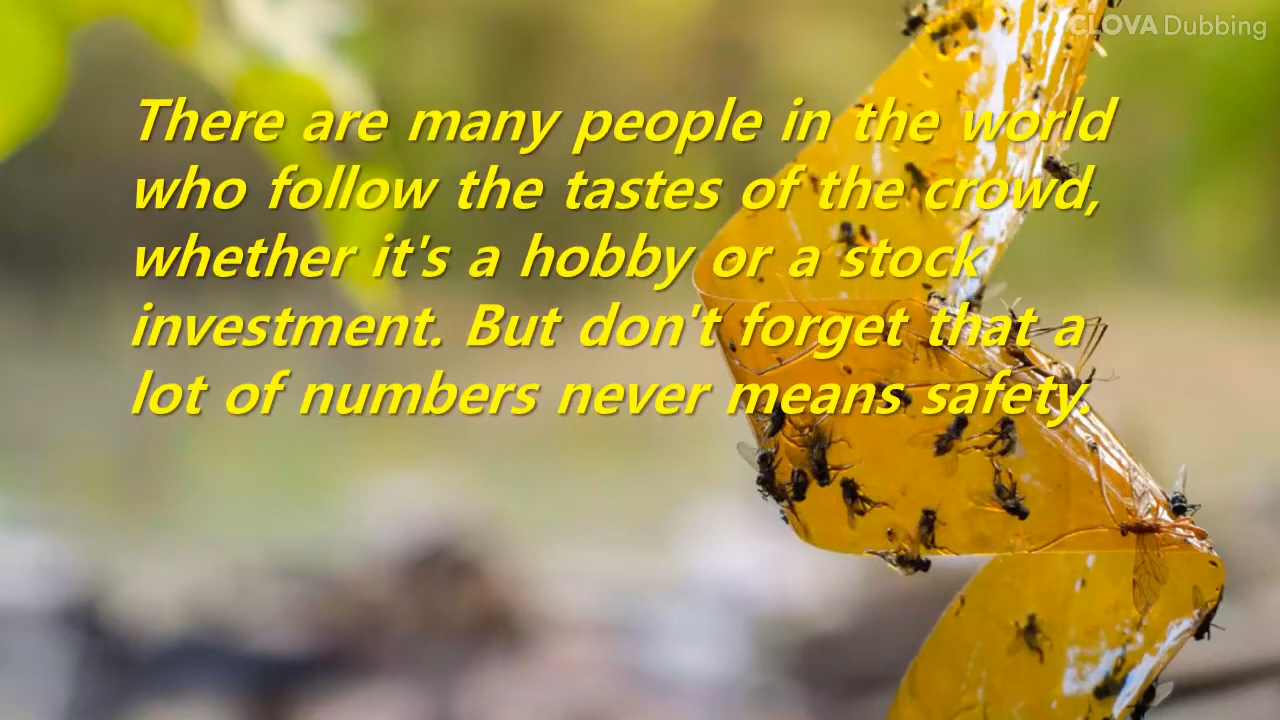 CLOVA Dubbing
There are many people in the world
who follow the tastes of the crowd,
whether it's a hobby or a stock
investment. But don't forget that a
lot of numbers never means safety.